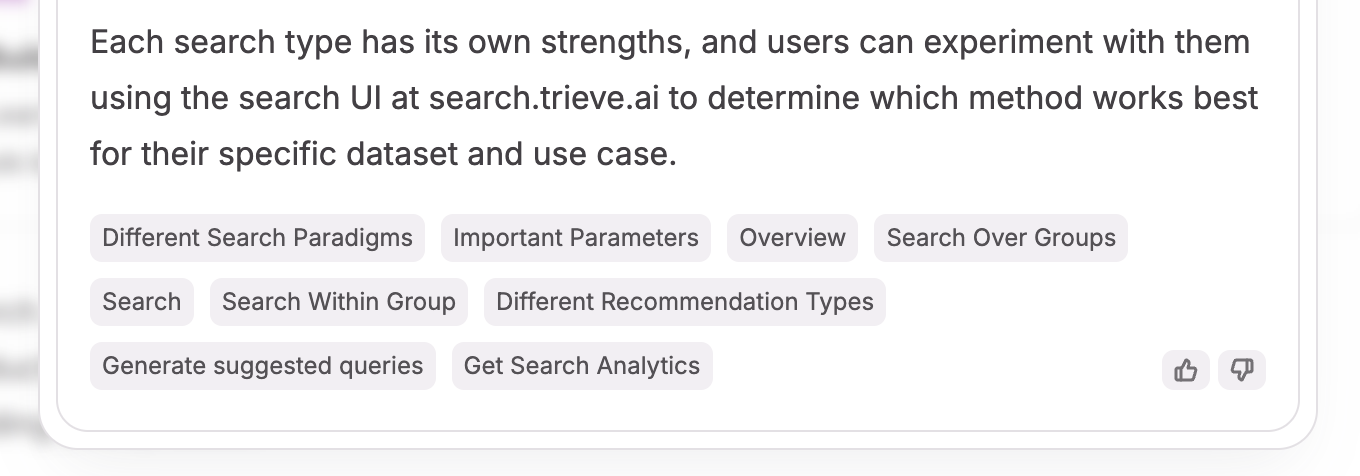 Each search type has its own strengths, and users can experiment with them
using the search UI at search.trieve.ai to determine which method works best
for their specific dataset and use case.
Different Search Paradigms Important Parameters Overview Search Over Groups
Search Search Within Group Different Recommendation Types
Generate suggested queries Get Search Analytics